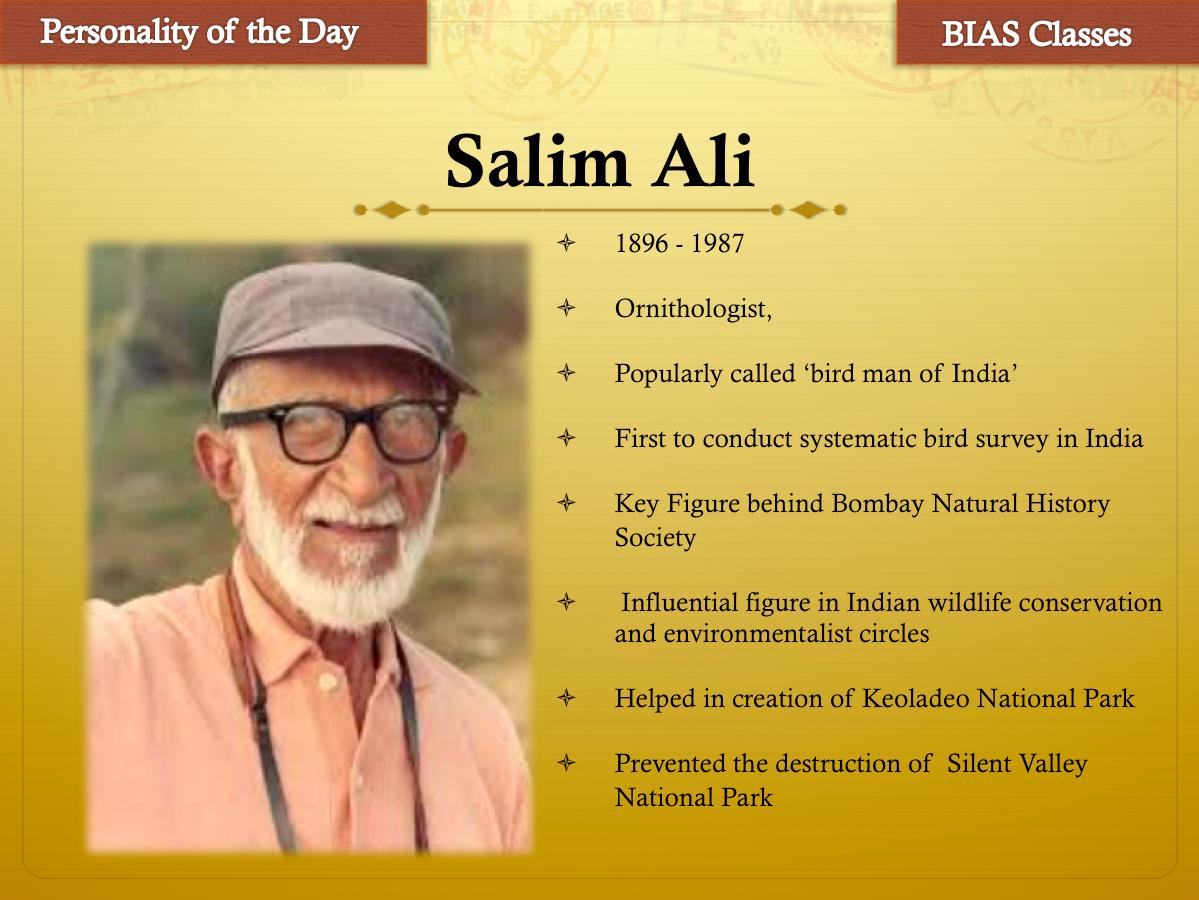 Personality of the Day
BIAS Classes
Salim Ali
1896 - 1987
Ornithologist,
Popularly called ‘bird man of India’
First to conduct systematic bird survey in India
Key Figure behind Bombay Natural History
Society
Influential figure in Indian wildlife conservation
and environmentalist circles
Helped in creation of Keoladeo National Park
Prevented the destruction of  Silent Valley
National Park